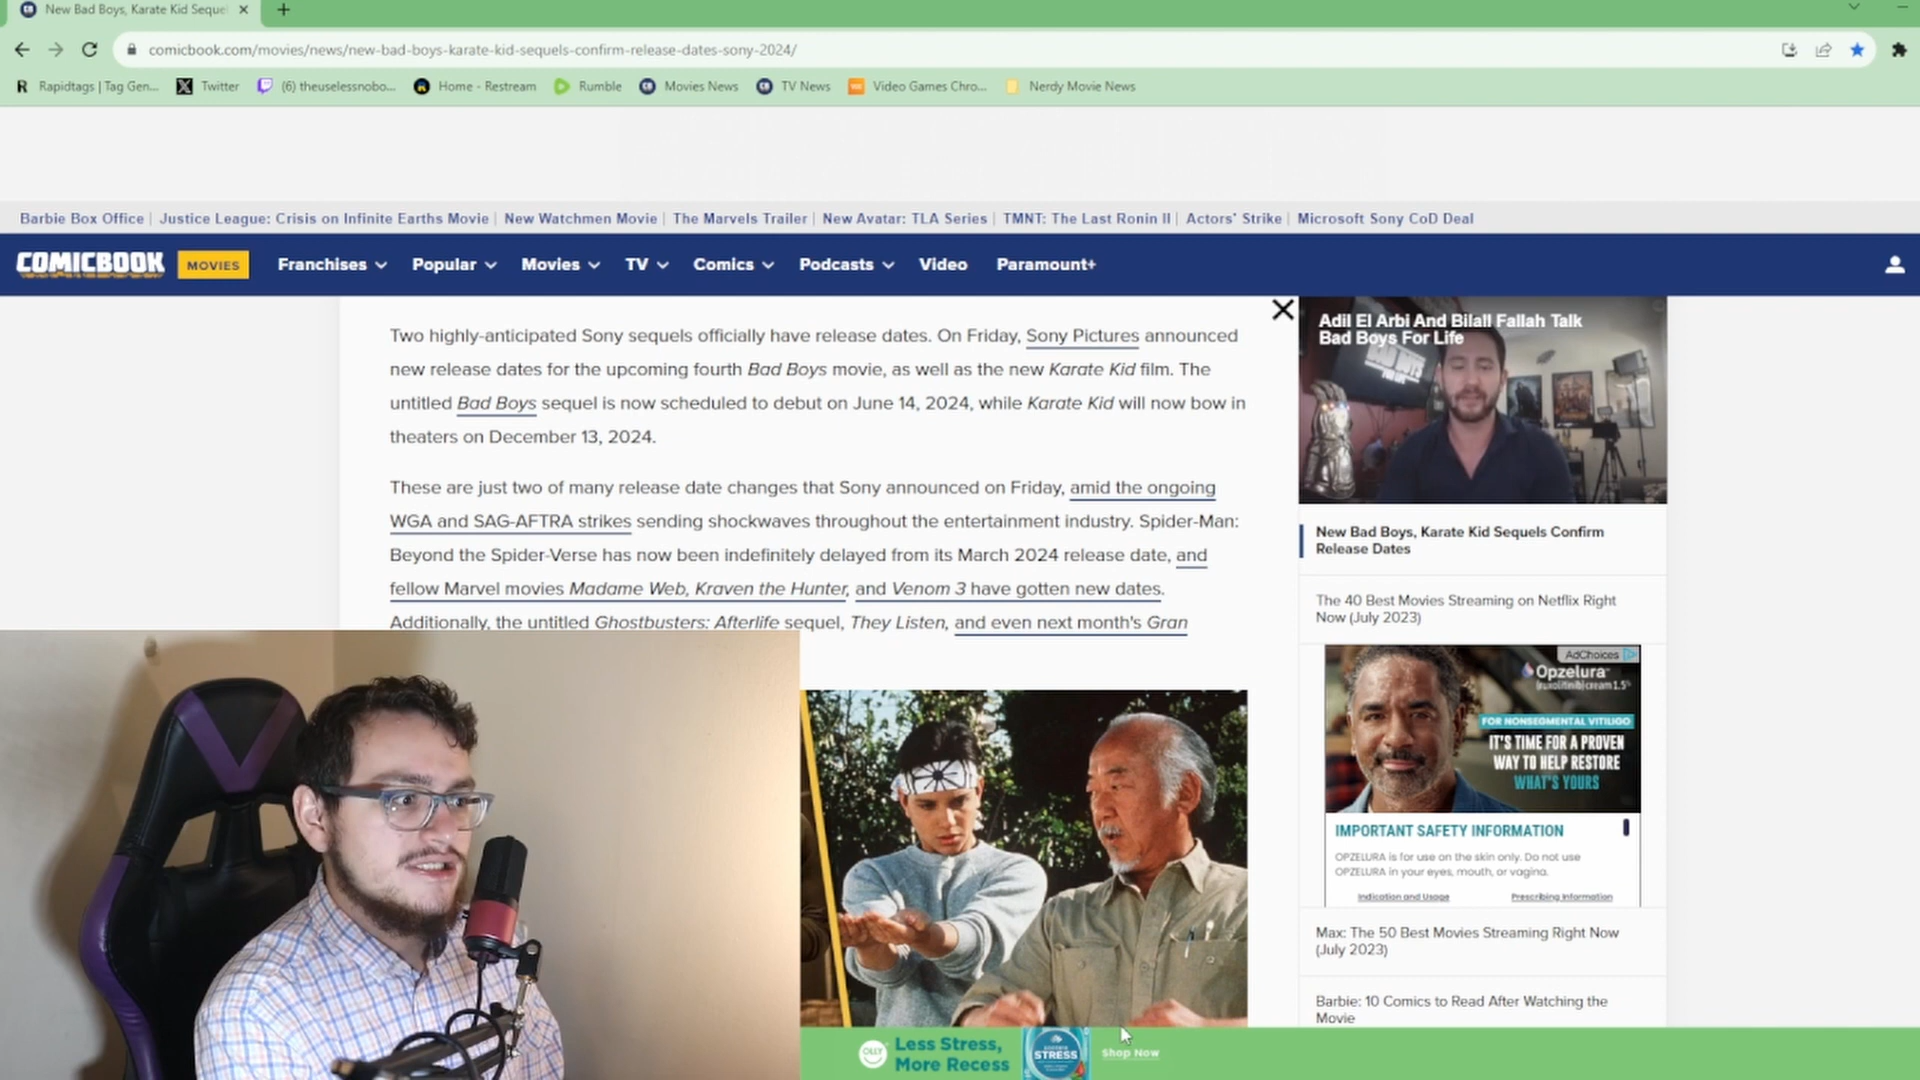 New Bad Boys, Karate Kid Seque
comicbook.com/movies/news/new-bad-boys-karate-kid-sequels-confirm-release-dates-sony-2024/
R Rapidtags | Tag Gen... Twitter (6) theuselessnobo... Home - Restream Rumble Movies News TV News Video Games Chro... Nerdy Movie News
Barbie Box Office | Justice League: Crisis on Infinite Earths Movie | New Watchmen Movie | The Marvels Trailer | New Avatar: TLA Series | TMNT: The Last Ronin II | Actors' Strike | Microsoft Sony CoD Deal
COMICBOOK MOVIES Franchises Popular Movies TV Comics Podcasts Video Paramount+
Two highly-anticipated Sony sequels officially have release dates. On Friday, Sony Pictures announced
new release dates for the upcoming fourth Bad Boys movie, as well as the new Karate Kid film. The
untitled Bad Boys sequel is now scheduled to debut on June 14, 2024, while Karate Kid will now bow in
theaters on December 13, 2024.
These are just two of many release date changes that Sony announced on Friday, amid the ongoing
WGA and SAG-AFTRA strikes sending shockwaves throughout the entertainment industry. Spider-Man:
Beyond the Spider-Verse has now been indefinitely delayed from its March 2024 release date, and
fellow Marvel movies Madame Web, Kraven the Hunter, and Venom 3 have gotten new dates.
Additionally, the untitled Ghostbusters: Afterlife sequel, They Listen, and even next month's Gran
Adil El Arbi And Bilall Fallah Talk
Bad Boys For Life
New Bad Boys, Karate Kid Sequels Confirm
Release Dates
The 40 Best Movies Streaming on Netflix Right
Now (July 2023)
AdChoices
Opzelura
(ruxolitinib) cream 1.5%
FOR NONSEGMENTAL VITILIGO
IT'S TIME FOR A PROVEN
WAY TO HELP RESTORE
WHAT'S YOURS
IMPORTANT SAFETY INFORMATION
OPZELURA is for use on the skin only. Do not use
OPZELURA in your eyes, mouth, or vagina.
Indication and Usage Prescribing Information
Max: The 50 Best Movies Streaming Right Now
(July 2023)
Barbie: 10 Comics to Read After Watching the
Movie
OLLY
Less Stress,
More Recess
STRESS
Shop Now